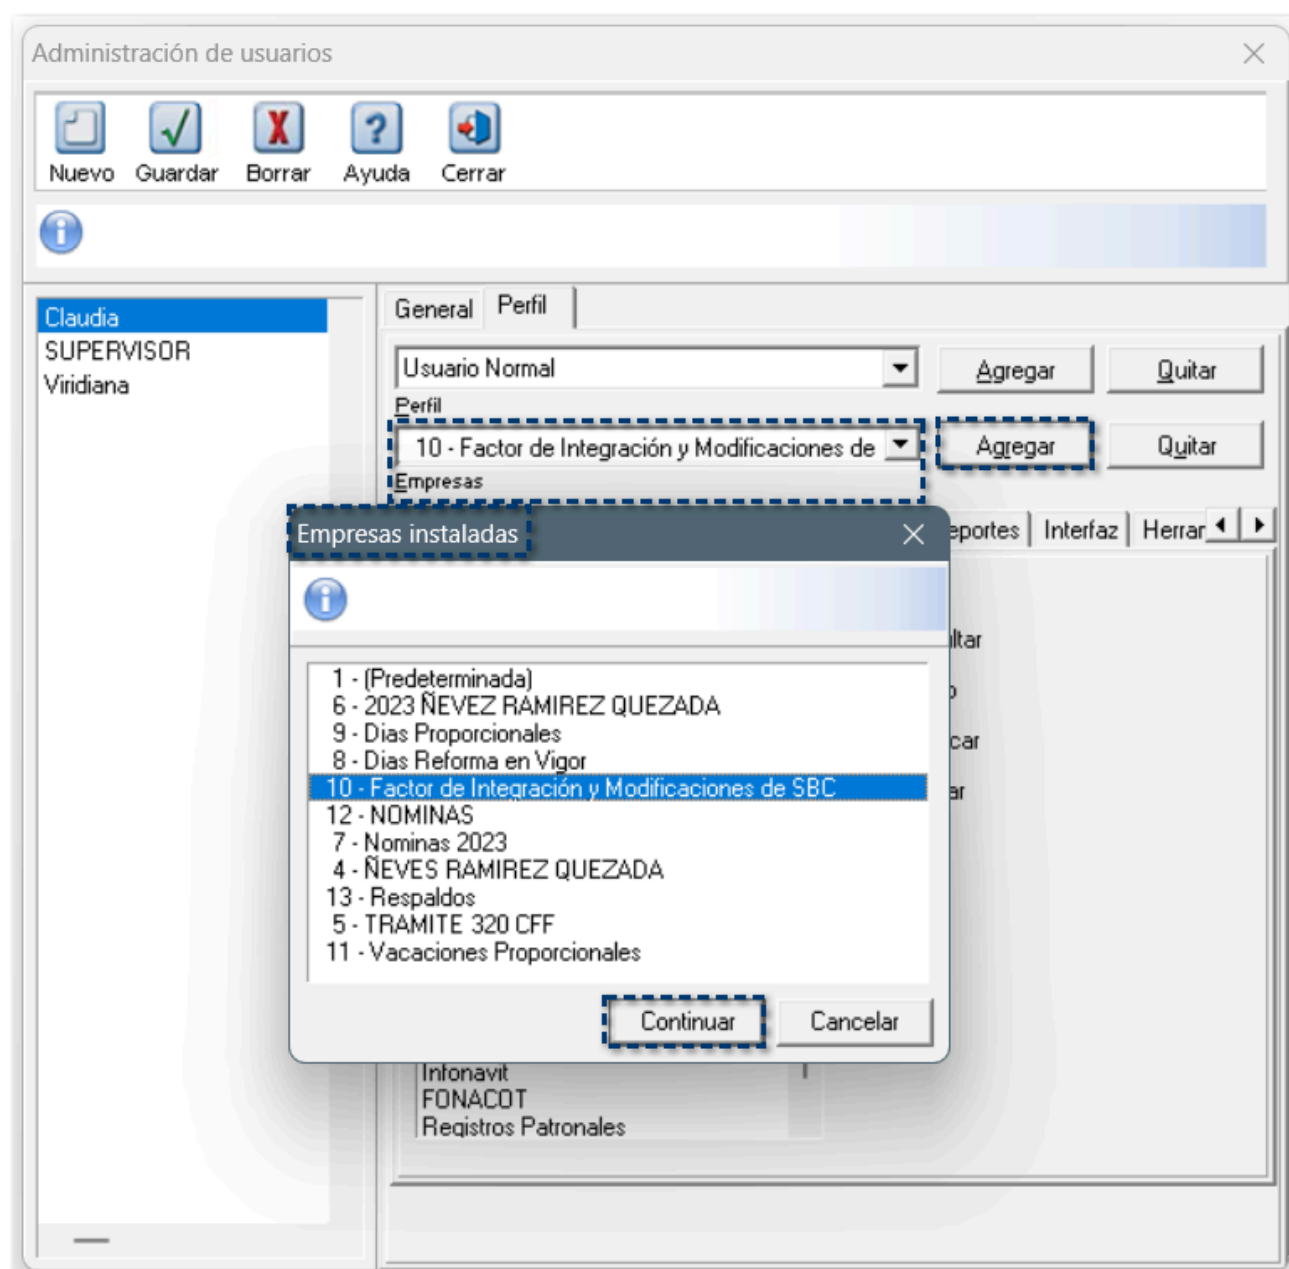 Administración de usuarios
Nuevo Guardar Borrar Ayuda Cerrar
Claudia
SUPERVISOR
Viridiana
General Perfil
Usuario Normal Agregar Quitar
Perfil
10 - Factor de Integración y Modificaciones de Agregar Quitar
Empresas
Empresas instaladas
eportes Interfaz Herrar
ltar
car
ar
1 - (Predeterminada)
6 - 2023 ÑEVEZ RAMIREZ QUEZADA
9 - Dias Proporcionales
8 - Dias Reforma en Vigor
10 - Factor de Integración y Modificaciones de SBC
12 - NOMINAS
7 - Nominas 2023
4 - ÑEVES RAMIREZ QUEZADA
13 - Respaldos
5 - TRAMITE 320 CFF
11 - Vacaciones Proporcionales
Continuar Cancelar
Infonavit
FONACOT
Registros Patronales